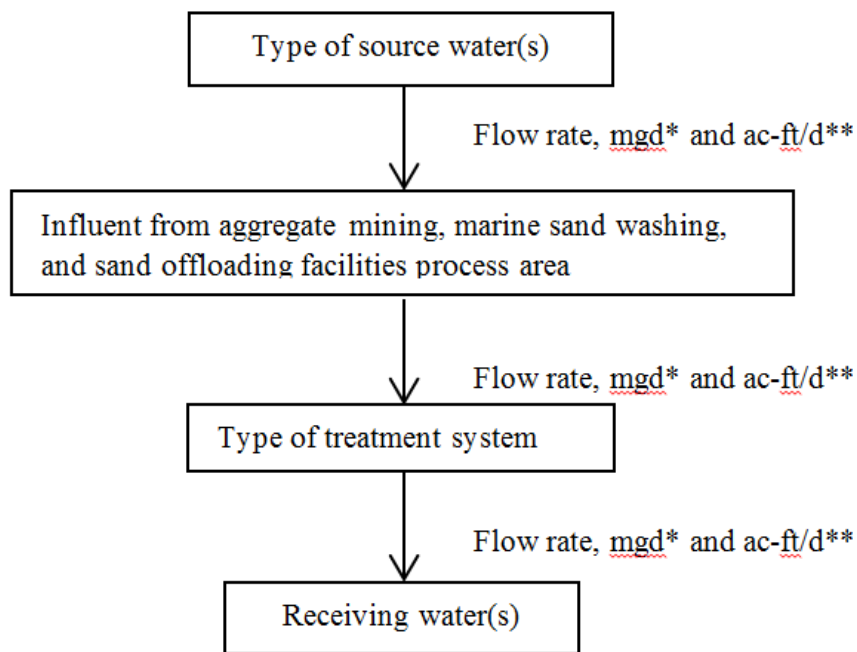 Type of source water(s)
Flow rate, mgd* and ac-ft/d**
Influent from aggregate mining, marine sand washing,
and sand offloading facilities process area
Flow rate, mgd* and ac-ft/d**
Type of treatment system
Flow rate, mgd* and ac-ft/d**
Receiving water(s)